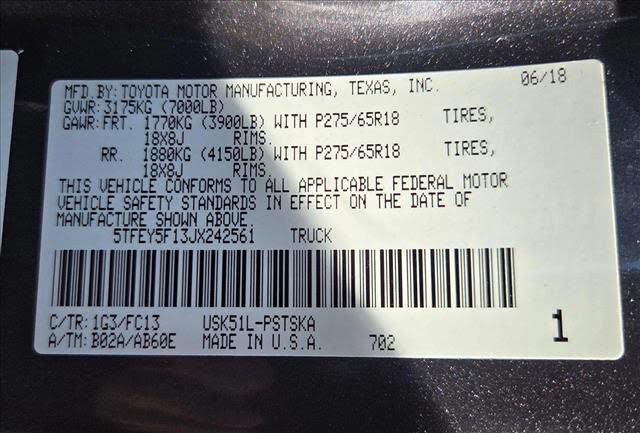 MFD.BY: TOYOTA MOTOR MANUFACTURING, TEXAS, INC. 06/18
GVWR: 3175KG (7000LB)
GAWR: FRT. 1770KG (3900LB) WITH P275/65R18 TIRES,
18X8J RIMS.
RR. 1880KG (4150LB) WITH P275/65R18 TIRES,
18X8J RIMS.
THIS VEHICLE CONFORMS TO ALL APPLICABLE FEDERAL MOTOR
VEHICLE SAFETY STANDARDS IN EFFECT ON THE DATE OF
MANUFACTURE SHOWN ABOVE.
5TFEY5F13JX242561 TRUCK
C/TR: 1G3/FC13 USK51L-PSTSKA
A/TM: B02A/AB60E MADE IN U.S.A. 702 1